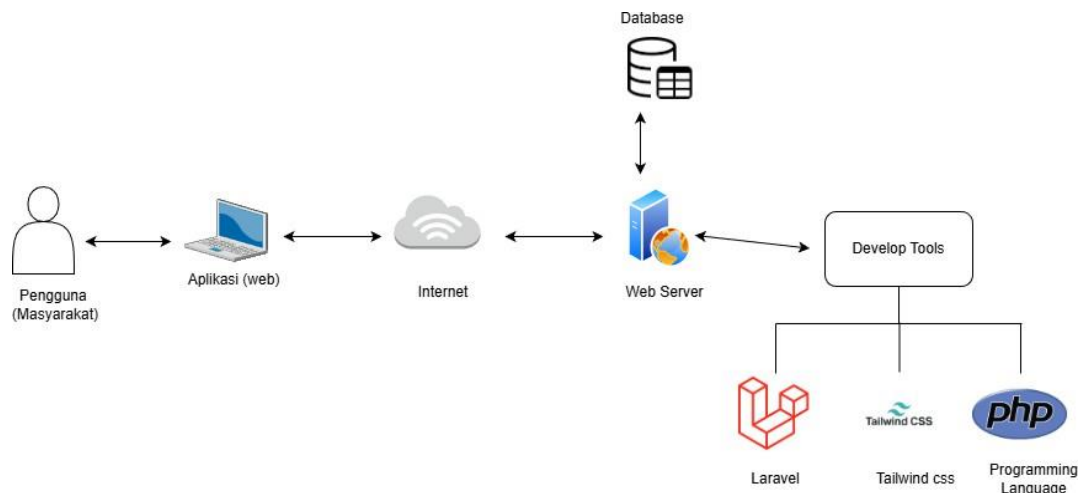 Database
Develop Tools
Aplikasi (web)
Pengguna
(Masyarakat)
Internet
Web Server
Tailwind CSS
php
Laravel
Tailwind css
Programming
Language